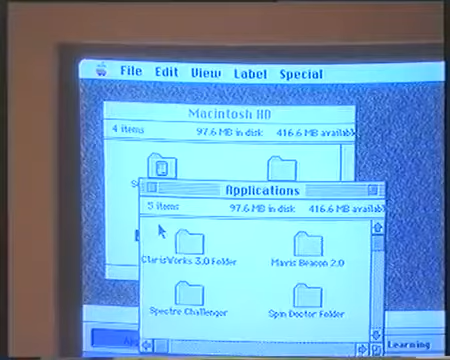 File Edit View Label Special
Macintosh HD
4 items 97.6 MB in disk 416.6 MB availabl
Applications
5 items 97.6 MB in disk 416.6 MB availab
ClarisWorks 3.0 Folder Mavis Beacon 2.0
Spectre Challenger Spin Doctor Folder
Learning